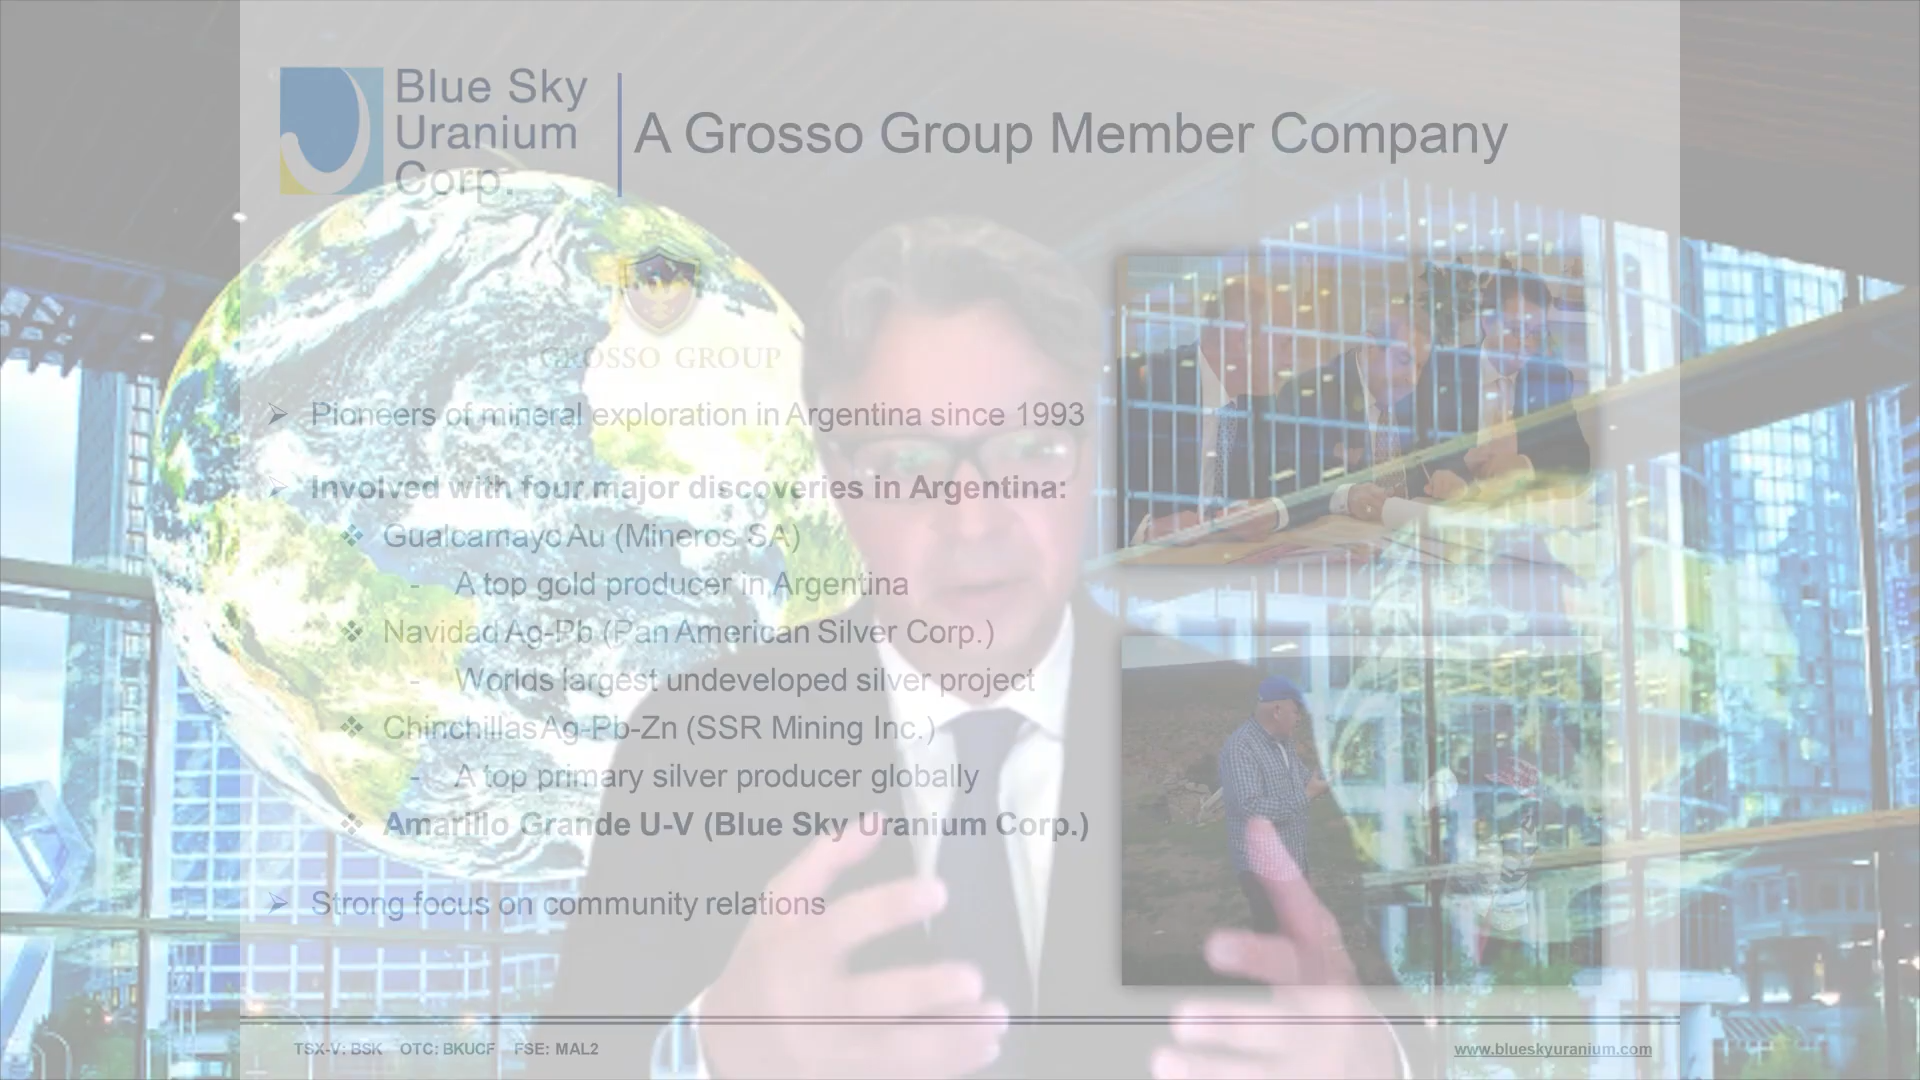 Blue Sky
Uranium
Corp.
A Grosso Group Member Company
GROSSO GROUP
Pioneers of mineral exploration in Argentina since 1993
Involved with four major discoveries in Argentina:
Gualcamayo Au (Mineros SA)
- A top gold producer in Argentina
Navidad Ag-Pb (Pan American Silver Corp.)
- Worlds largest undeveloped silver project
Chinchillas Ag-Pb-Zn (SSR Mining Inc.)
- A top primary silver producer globally
Amarillo Grande U-V (Blue Sky Uranium Corp.)
Strong focus on community relations
TSX-V: BSK OTC: BKUCF FSE: MAL2
www.blueskyuranium.com